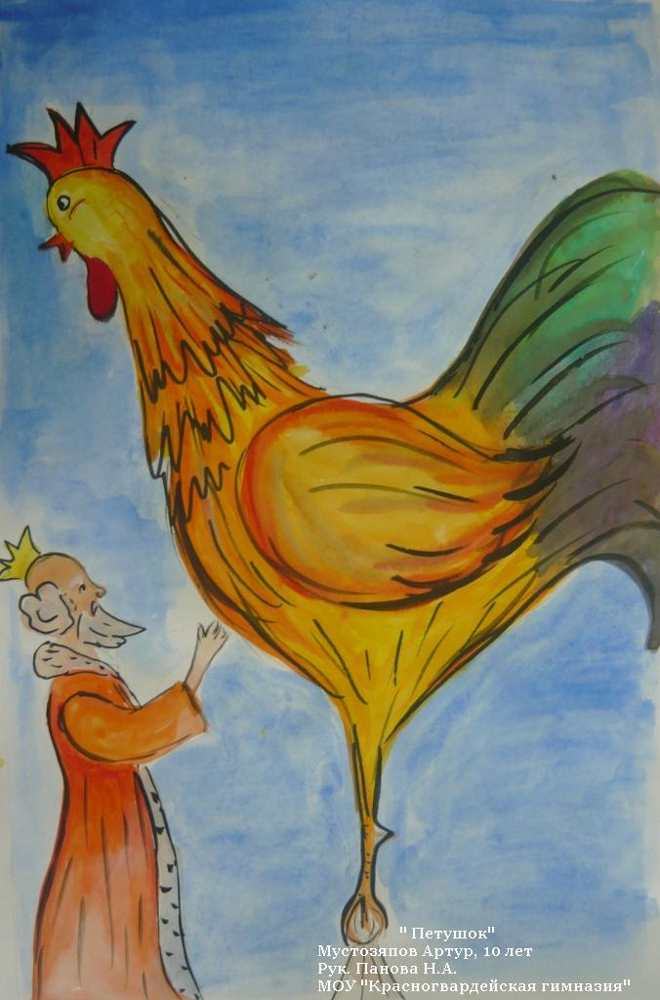 " Петушок"
Мустозяпов Артур, 10 лет
Рук. Панова Н.А.
МОУ "Красногвардейская гимназия"